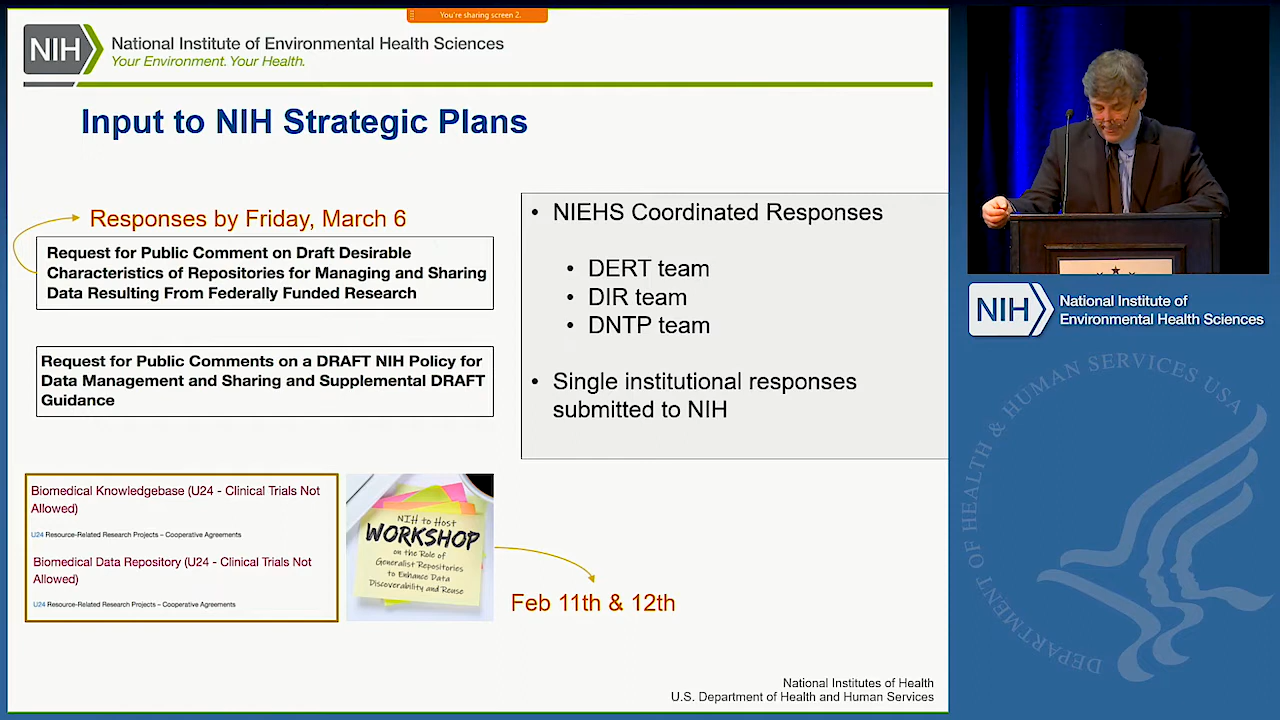 You're sharing screen 2.
NIH
National Institute of Environmental Health Sciences
Your Environment. Your Health.
Input to NIH Strategic Plans
Responses by Friday, March 6
Request for Public Comment on Draft Desirable
Characteristics of Repositories for Managing and Sharing
Data Resulting From Federally Funded Research
Request for Public Comments on a DRAFT NIH Policy for
Data Management and Sharing and Supplemental DRAFT
Guidance
• NIEHS Coordinated Responses
• DERT team
• DIR team
• DNTP team
• Single institutional responses
submitted to NIH
Biomedical Knowledgebase (U24 - Clinical Trials Not
Allowed)
U24 Resource-Related Research Projects – Cooperative Agreements
Biomedical Data Repository (U24 - Clinical Trials Not
Allowed)
U24 Resource-Related Research Projects – Cooperative Agreements
NIH to Host
WORKSHOP
on the Role of
Generalist Repositories
to Enhance Data
Discoverability and Reuse
Feb 11th & 12th
National Institutes of Health
U.S. Department of Health and Human Services
NIH
National Institute of
Environmental Health Sciences
DEPARTMENT OF HEALTH & HUMAN SERVICES USA